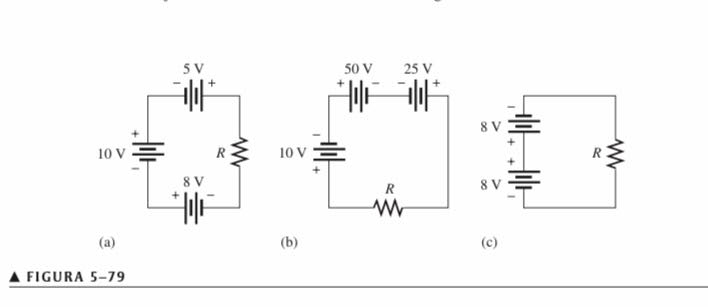 5 V
- +
+
10 V
-
R
8 V
+ -
(a)
50 V 25 V
+ - - +
-
10 V
+
R
(b)
-
8 V
+
+
8 V
-
R
(c)
▲ FIGURA 5–79